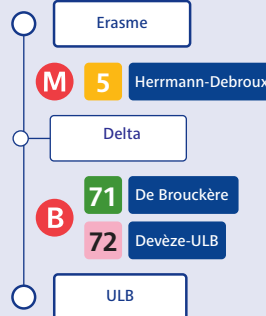 Erasme
M 5 Herrmann-Debroux
Delta
71 De Brouckère
B
72 Devèze-ULB
ULB